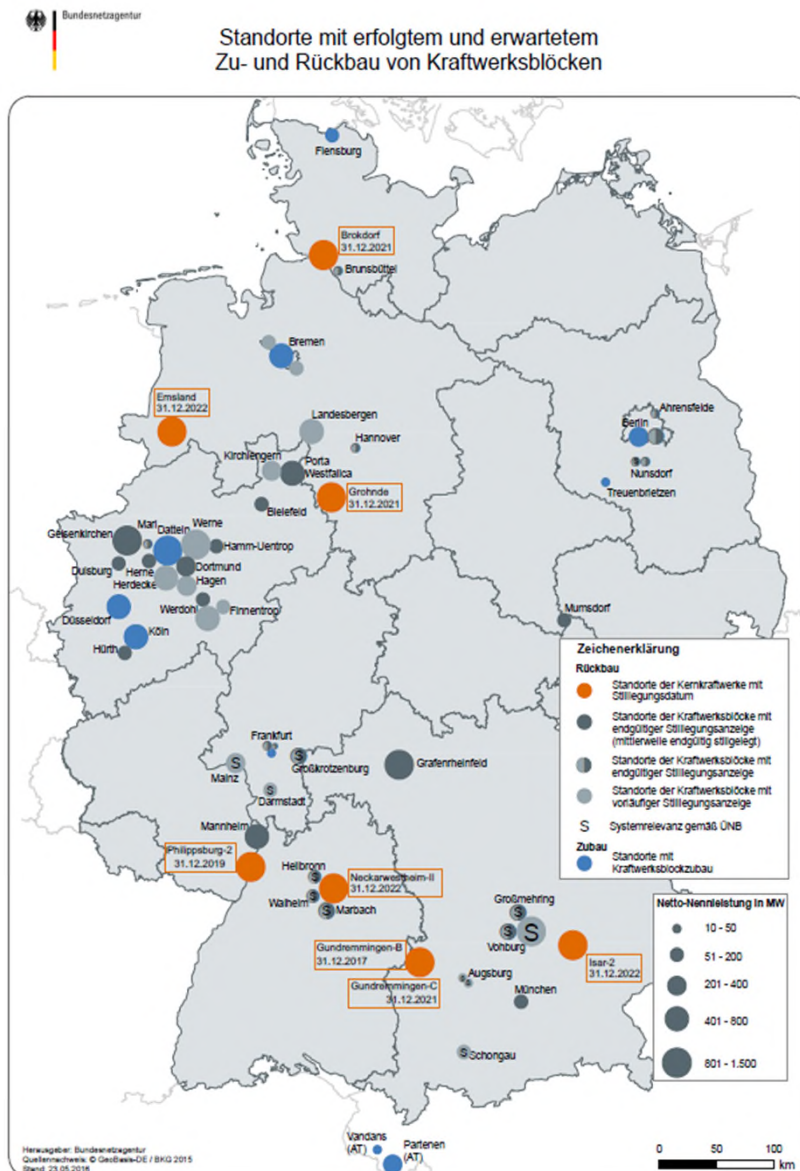 Bundesnetzagentur
Standorte mit erfolgtem und erwartetem
Zu- und Rückbau von Kraftwerksblöcken
Flensburg
Brokdorf
31.12.2021
Brunsbüttel
Bremen
Emsland
31.12.2022
Landesbergen
Hannover
Ahrensfelde
Berlin
Nunsdorf
Treuenbrietzen
Kirchlengern
Porta
Westfalica
Grohnde
31.12.2021
Bielefeld
Gelsenkirchen
Marl
Datteln
Werne
Hamm-Uentrop
Duisburg
Herne
Dortmund
Herdecke
Hagen
Düsseldorf
Werdohl
Finnentrop
Köln
Hürth
Mumsdorf
Zeichenerklärung
Rückbau
Standorte der Kernkraftwerke mit
Stilllegungsdatum
Standorte der Kraftwerksblöcke mit
endgültiger Stilllegungsanzeige
(mittlerweile endgültig stillgelegt)
Standorte der Kraftwerksblöcke mit
endgültiger Stilllegungsanzeige
Standorte der Kraftwerksblöcke mit
vorläufiger Stilllegungsanzeige
S Systemrelevanz gemäß ÜNB
Zubau
Standorte mit
Kraftwerksblockzubau
Frankfurt
S
Mainz
S
Großkrotzenburg
Grafenrheinfeld
S
Darmstadt
Mannheim
Philippsburg-2
31.12.2019
Heilbronn
S
Neckarwestheim-II
31.12.2022
Walheim
S
S
Marbach
Großmehring
S
S
S
Vohburg
Gundremmingen-B
31.12.2017
Gundremmingen-C
31.12.2021
Isar-2
31.12.2022
S
Augsburg
München
S
Schongau
Netto-Nennleistung in MW
10 - 50
51 - 200
201 - 400
401 - 800
801 - 1.500
Vandans
(AT)
Partenen
(AT)
Herausgeber: Bundesnetzagentur
Quellennachweis: © GeoBasis-DE / BKG 2015
Stand: 23.05.2016
0 50 100
km